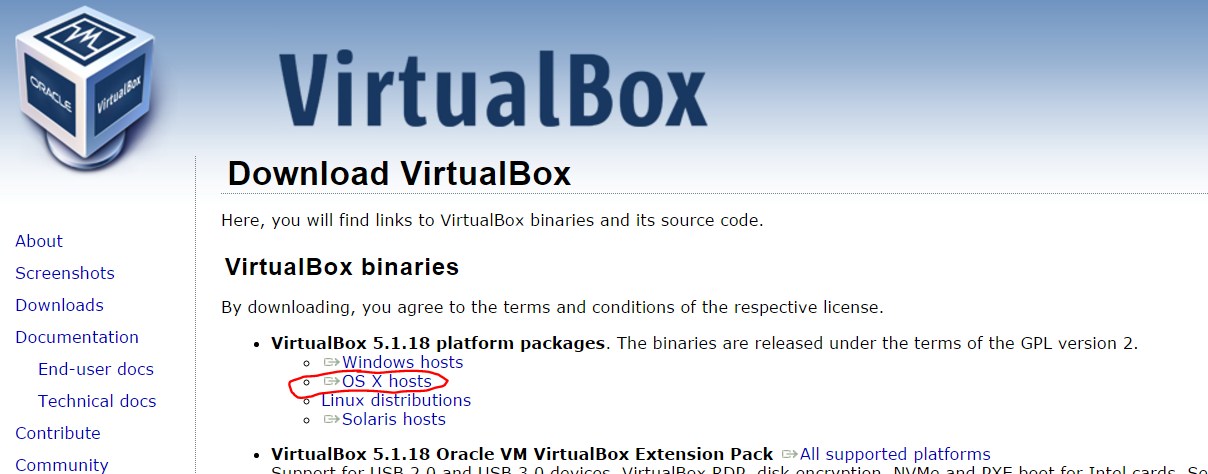 ORACLE
VirtualBox
VirtualBox
Download VirtualBox
Here, you will find links to VirtualBox binaries and its source code.
About
Screenshots
Downloads
Documentation
End-user docs
Technical docs
Contribute
Community
VirtualBox binaries
By downloading, you agree to the terms and conditions of the respective license.
VirtualBox 5.1.18 platform packages. The binaries are released under the terms of the GPL version 2.
Windows hosts
OS X hosts
Linux distributions
Solaris hosts
VirtualBox 5.1.18 Oracle VM VirtualBox Extension Pack All supported platforms
Support for USB 2.0 and USB 3.0 devices, VirtualBox RDP, disk encryption, NVMe and PXE boot for Intel cards. Se